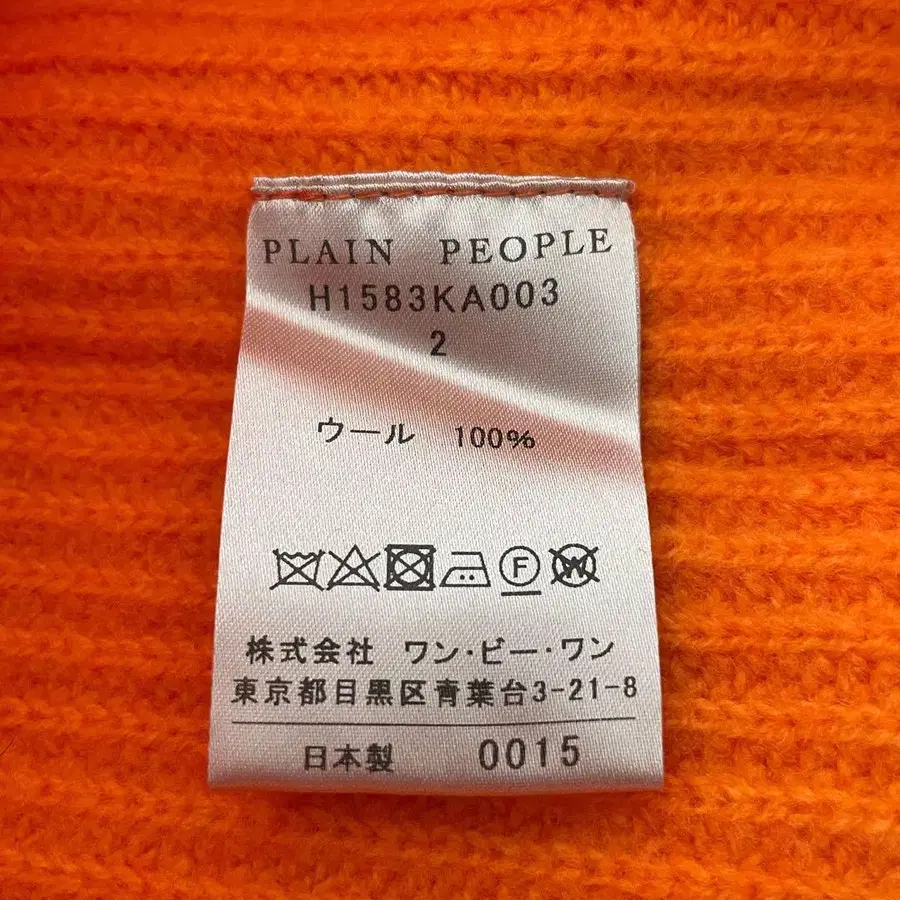 PLAIN PEOPLE
H1583KA003
2
ウール 100%
F W
株式会社 ワン・ビー・ワン
東京都目黒区青葉台3-21-8
日本製 0015